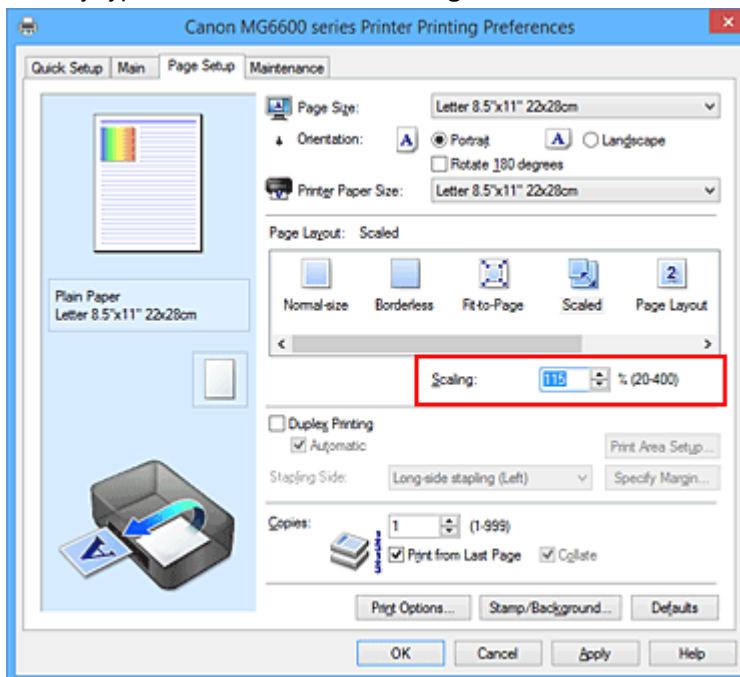 Canon MG6600 series Printer Printing Preferences
Quick Setup Main Page Setup Maintenance
Page Size: Letter 8.5"x11" 22x28cm
Orientation: A Portrait A Landscape
Rotate 180 degrees
Printer Paper Size: Letter 8.5"x11" 22x28cm
Page Layout: Scaled
Normal-size Borderless Fit-to-Page Scaled Page Layout
Plain Paper
Letter 8.5"x11" 22x28cm
Scaling: 115 % (20-400)
Duplex Printing
Automatic
Print Area Setup...
Stapling Side: Long-side stapling (Left) Specify Margin...
Copies: 1 (1-999)
Print from Last Page Collate
Print Options... Stamp/Background... Defaults
OK Cancel Apply Help